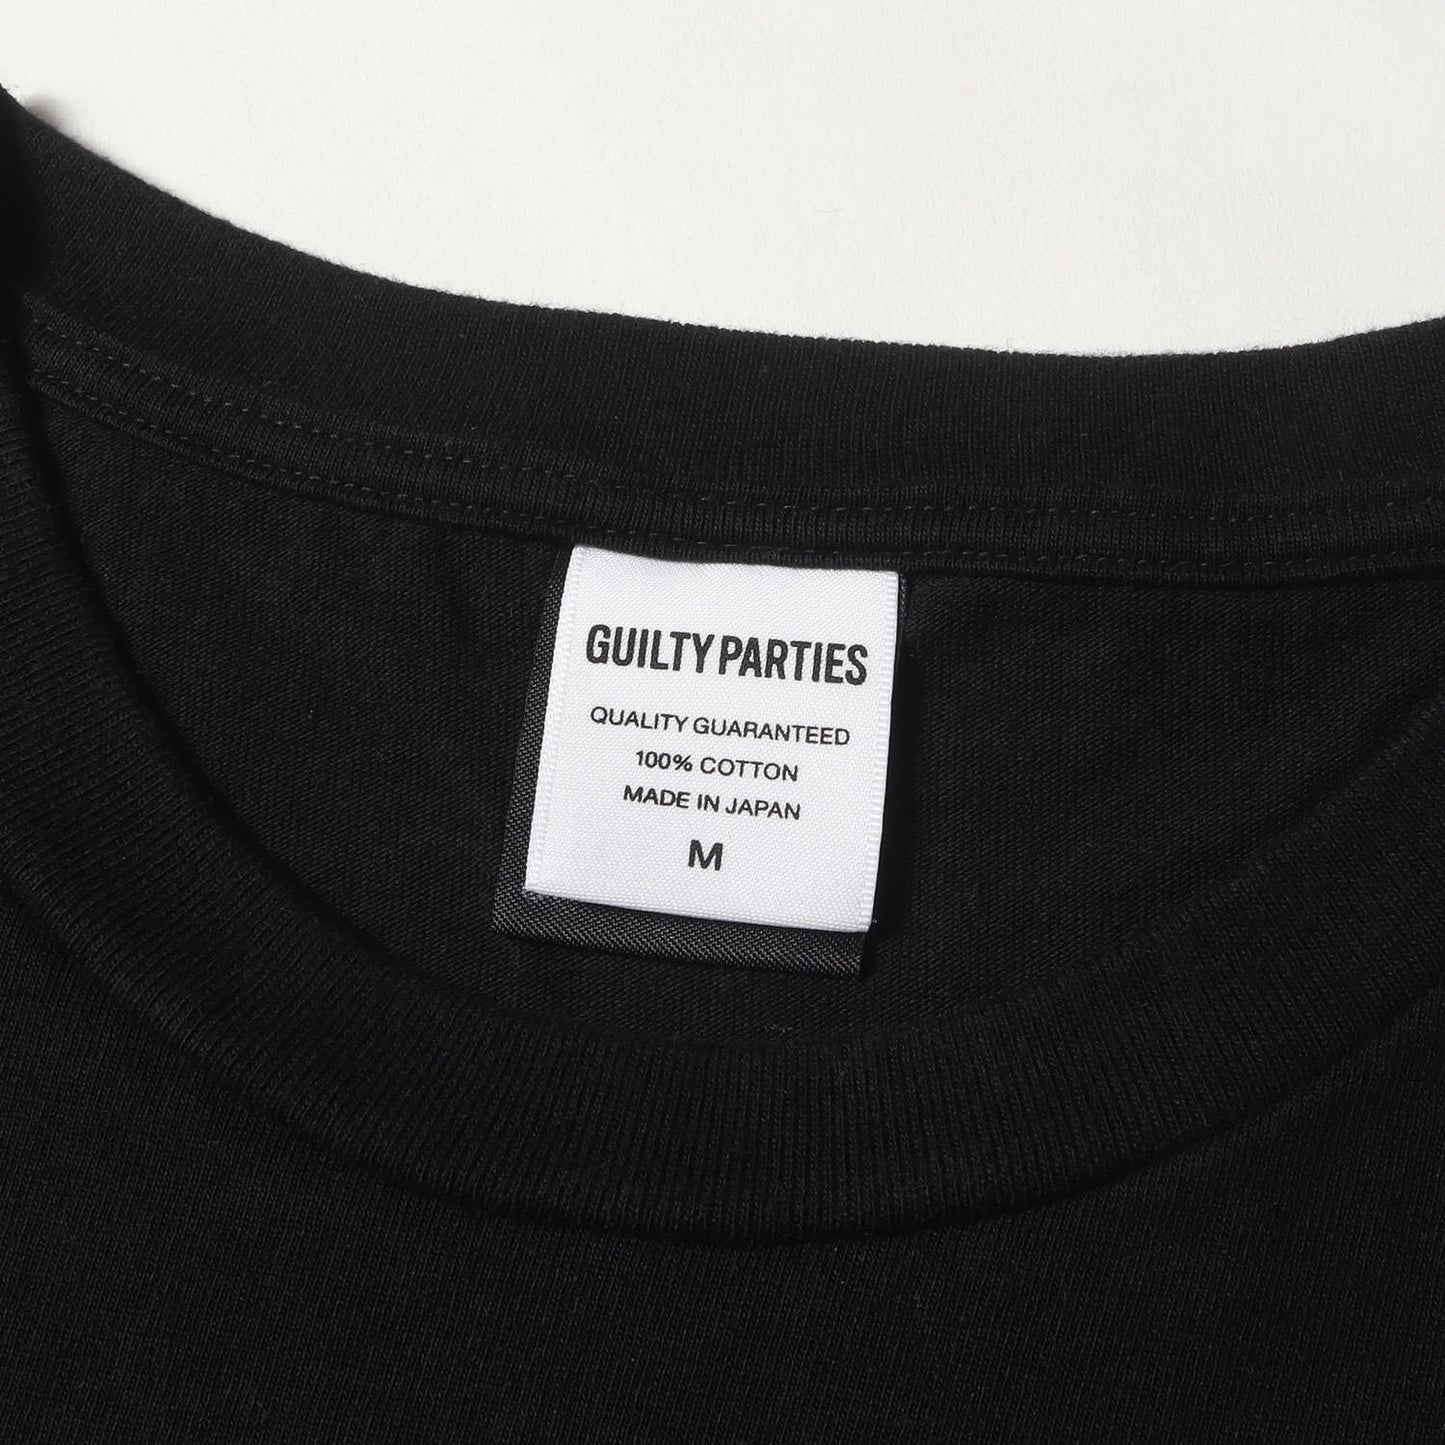 GUILTY PARTIES
QUALITY GUARANTEED
100% COTTON
MADE IN JAPAN
M